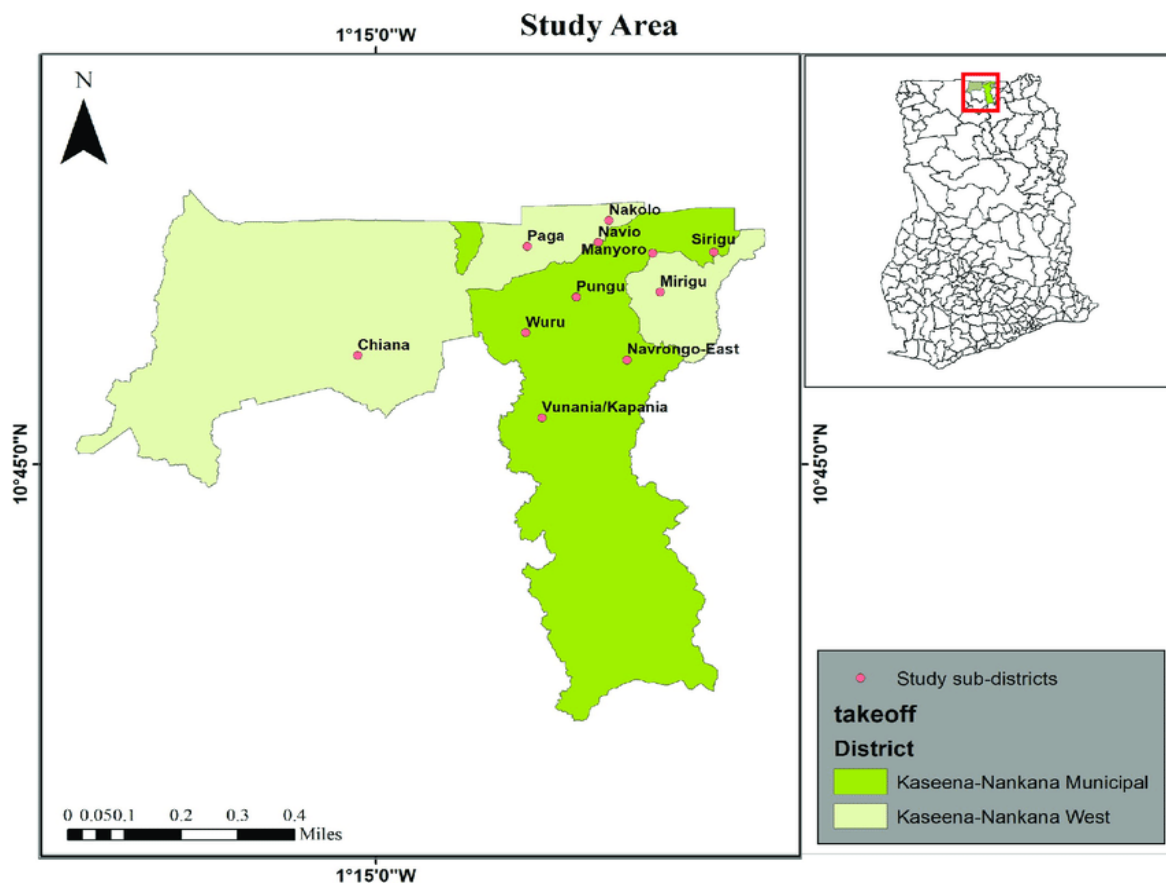 Study Area
1°15'0"W
N
Nakolo
Paga
Navio
Manyoro
Sirigu
Pungu
Mirigu
Wuru
Chiana
Navrongo-East
Vunania/Kapania
10°45'0"N
10°45'0"N
0 0.050.1 0.2 0.3 0.4
Miles
1°15'0"W
Study sub-districts
takeoff
District
Kaseena-Nankana Municipal
Kaseena-Nankana West